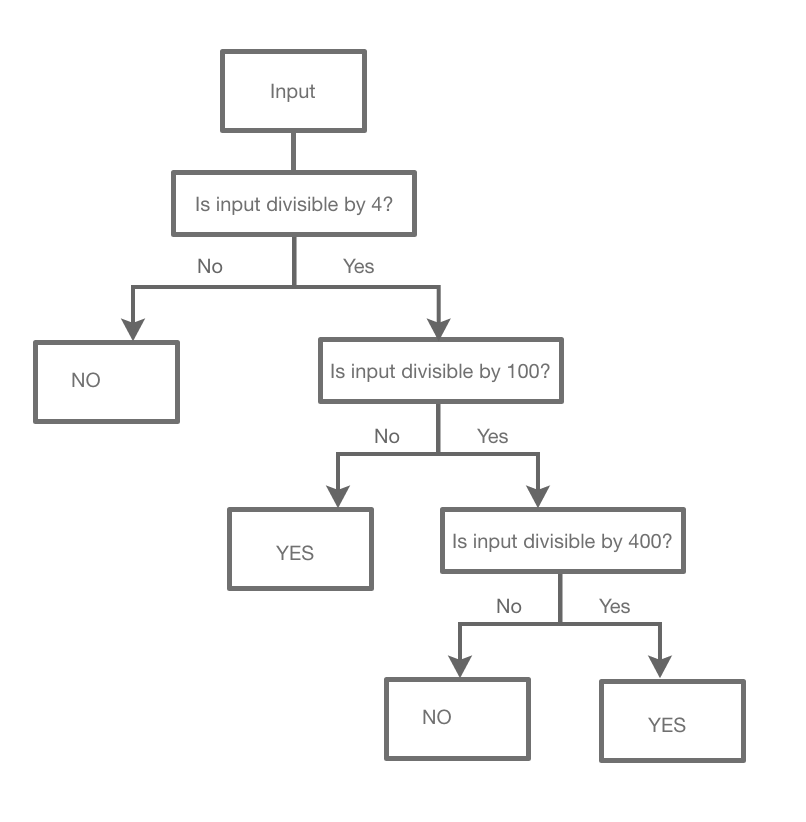 Input
Is input divisible by 4?
No
Yes
NO
Is input divisible by 100?
No
Yes
YES
Is input divisible by 400?
No
Yes
NO
YES